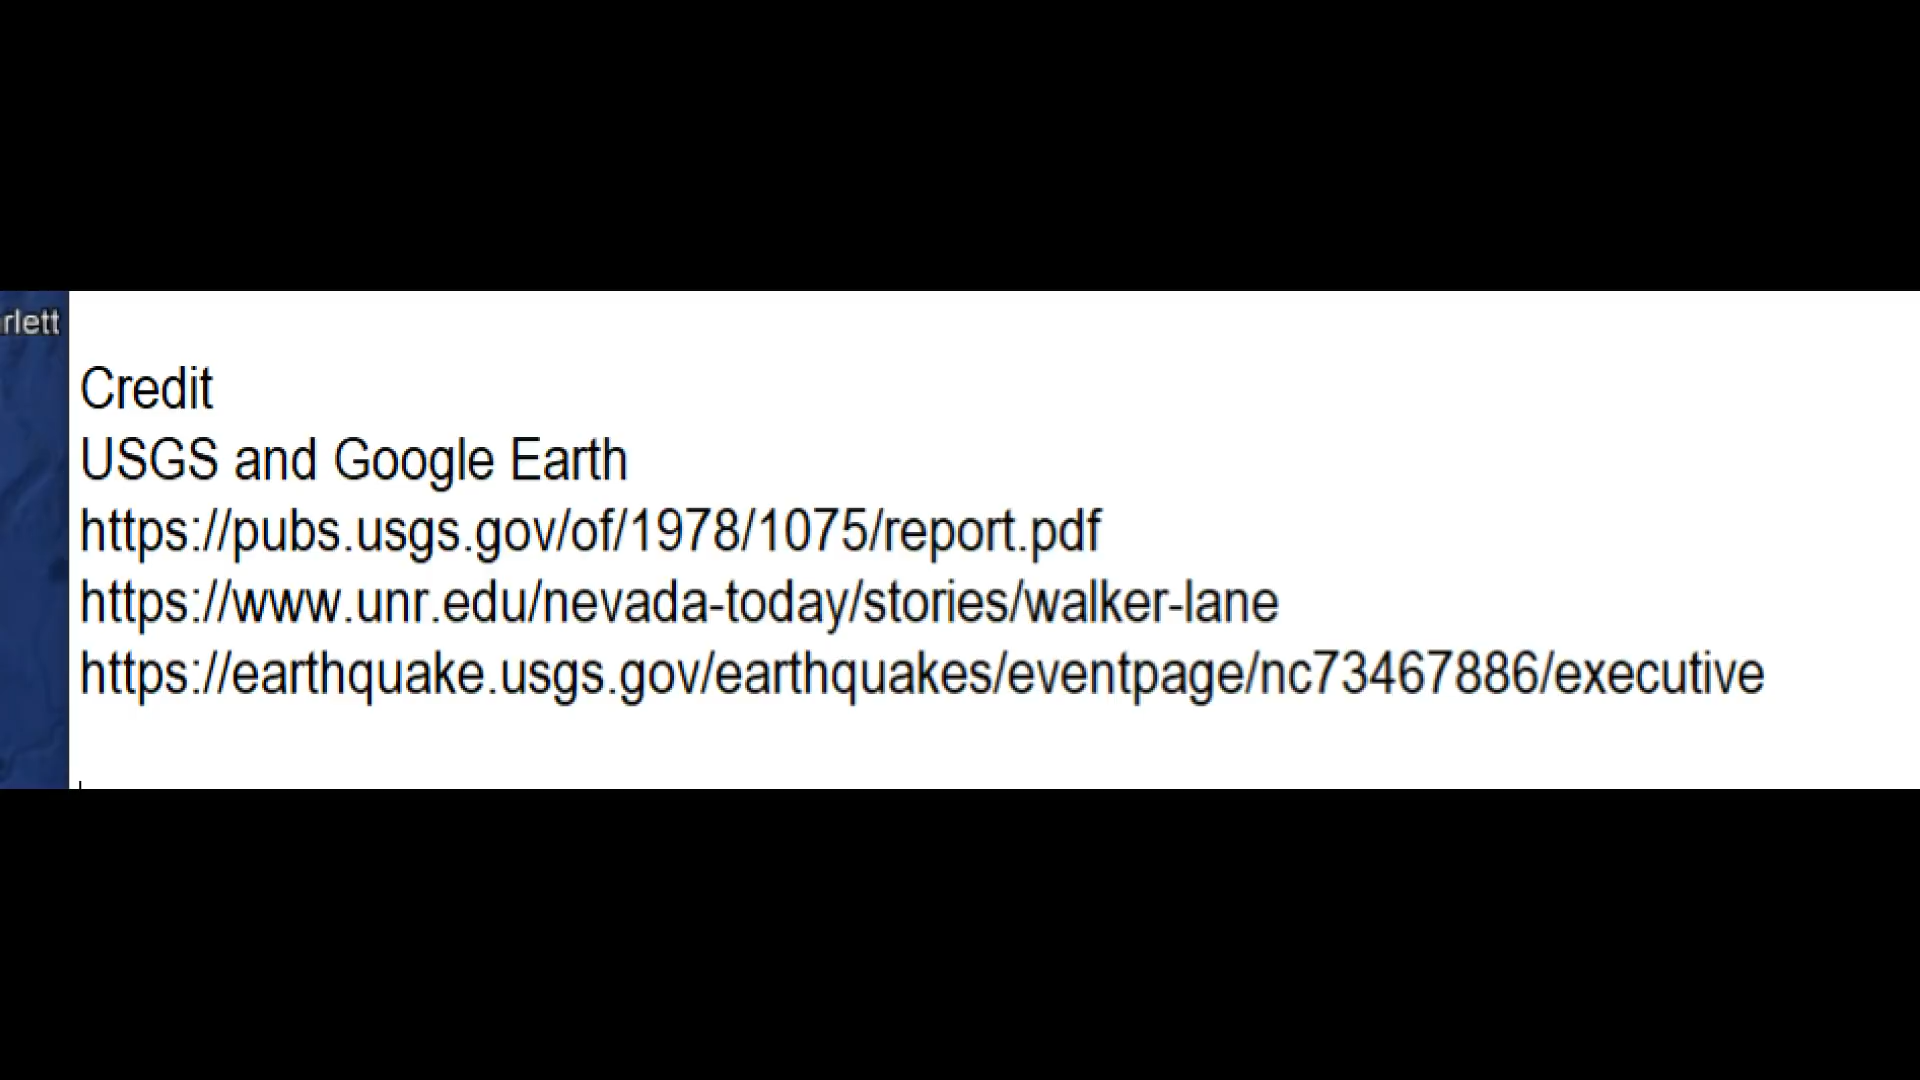 rlett
Credit
USGS and Google Earth
https://pubs.usgs.gov/of/1978/1075/report.pdf
https://www.unr.edu/nevada-today/stories/walker-lane
https://earthquake.usgs.gov/earthquakes/eventpage/nc73467886/executive